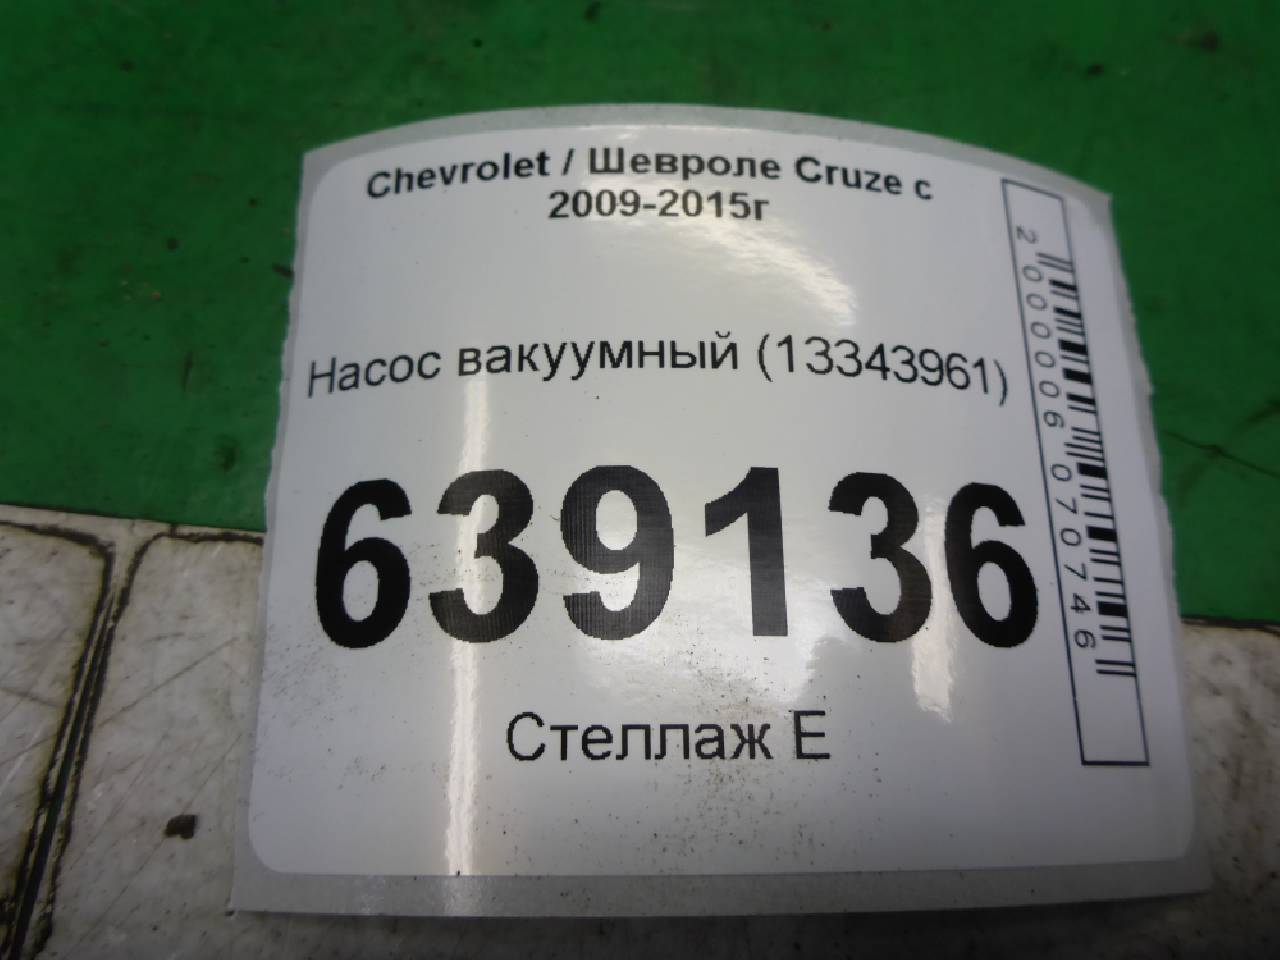 Chevrolet / Шевроле Cruze с
2009-2015г
Насос вакуумный (13343961)
639136
Стеллаж Е
2000006070746